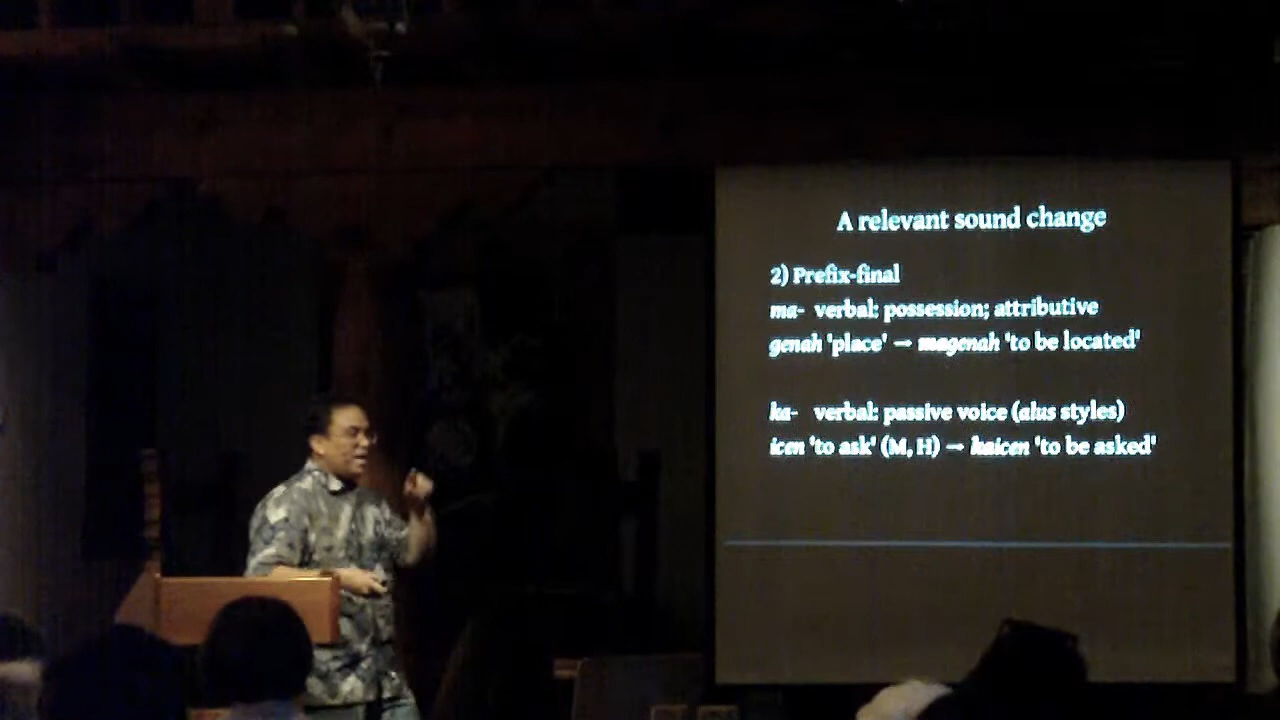 A relevant sound change
2) Prefix-final
ma- verbal: possession; attributive
genah 'place' → magenah 'to be located'
ka- verbal: passive voice (alus styles)
icen 'to ask' (M, H) → kaicen 'to be asked'